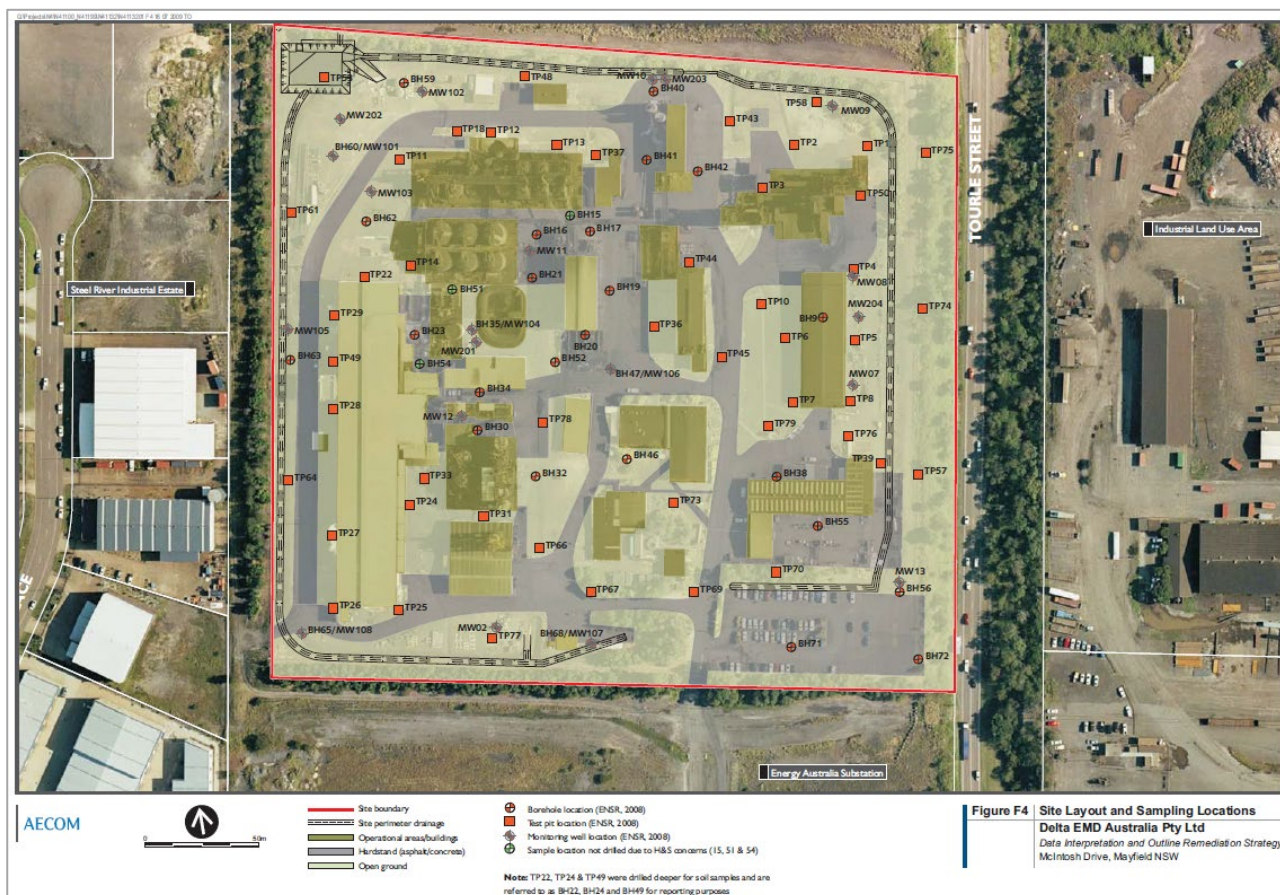 MW10
MW203
TP48
BH59
TP53
MW102
BH40
TP58
MW09
MW202
TP18
TP12
TP43
TP13
TP2
TP1
TP75
BH60/MW101
TP11
TP37
BH41
BH42
TOURLE STREET
MW103
TP3
TP50
TP61
BH62
BH15
BH16
BH17
Industrial Land Use Area
MW11
TP14
TP44
TP4
TP22
BH21
MW08
Steel River Industrial Estate
BH51
BH19
TP10
TP74
TP29
BH9
MW204
MW105
BH35/MW104
TP36
BH23
BH20
TP6
TP5
MW201
BH63
TP49
BH54
BH52
TP45
BH47/MW106
MW07
BH34
TP28
TP7
TP8
MW12
TP78
TP79
BH30
TP76
BH46
TP39
TP64
TP33
BH32
BH38
TP57
TP24
TP73
TP31
BH55
TP27
TP66
TP70
MW13
TP67
TP69
BH56
TP26
TP25
BH65/MW108
MW02
TP77
BH68/MW107
BH71
BH72
Energy Australia Substation
AECOM
0 50m
Site boundary
Site perimeter drainage
Operational areas/buildings
Hardstand (asphalt/concrete)
Open ground
Borehole location (ENSR, 2008)
Test pit location (ENSR, 2008)
Monitoring well location (ENSR, 2008)
Sample location not drilled due to H&S concerns (15, 51 & 54)
Note: TP22, TP24 & TP49 were drilled deeper for soil samples and are
referred to as BH22, BH24 and BH49 for reporting purposes
Figure F4 Site Layout and Sampling Locations
Delta EMD Australia Pty Ltd
Data Interpretation and Outline Remediation Strategy
McIntosh Drive, Mayfield NSW